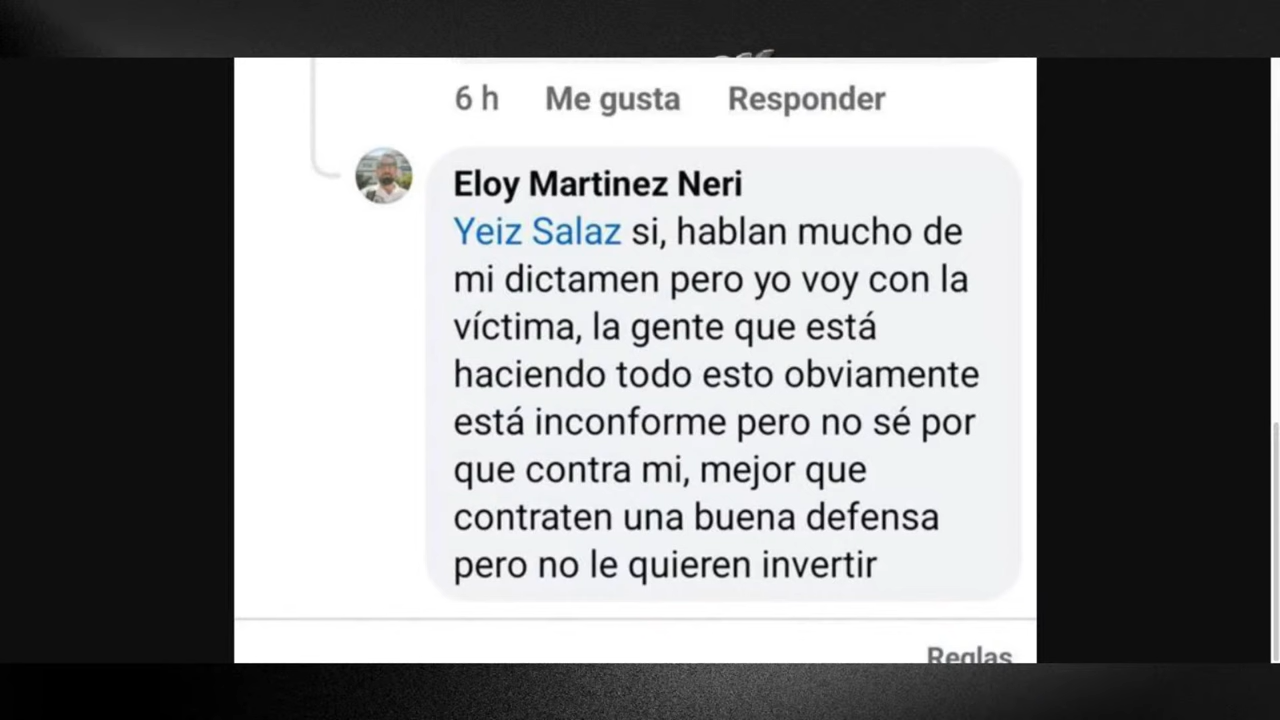 6 h Me gusta Responder
Eloy Martinez Neri
Yeiz Salaz si, hablan mucho de
mi dictamen pero yo voy con la
víctima, la gente que está
haciendo todo esto obviamente
está inconforme pero no sé por
que contra mi, mejor que
contraten una buena defensa
pero no le quieren invertir
Reglas